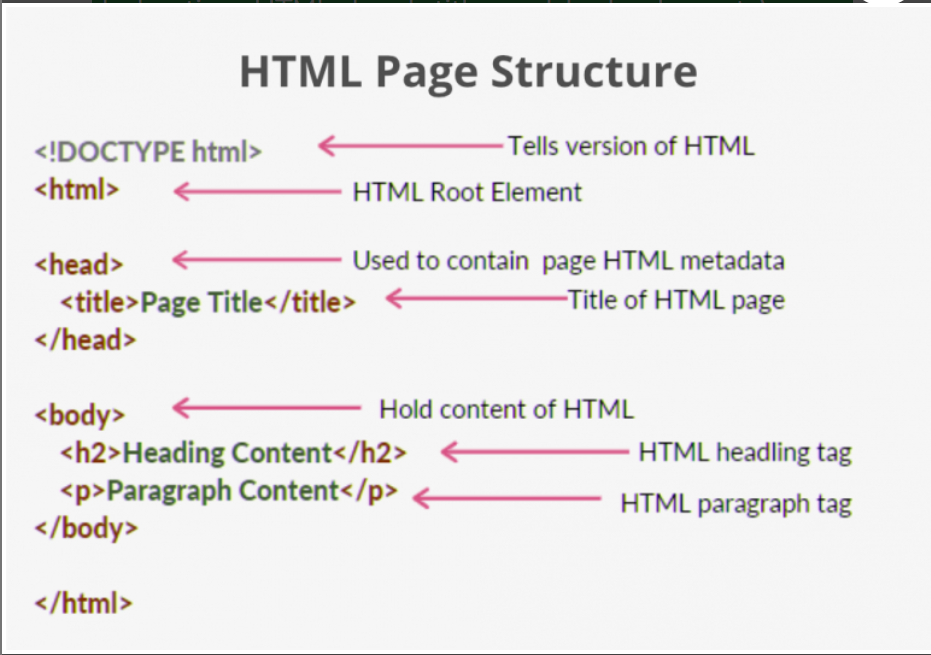 HTML Page Structure
<!DOCTYPE html> Tells version of HTML
<html> HTML Root Element
<head> Used to contain page HTML metadata
<title>Page Title</title> Title of HTML page
</head>
<body> Hold content of HTML
<h2>Heading Content</h2> HTML headling tag
<p>Paragraph Content</p> HTML paragraph tag
</body>
</html>